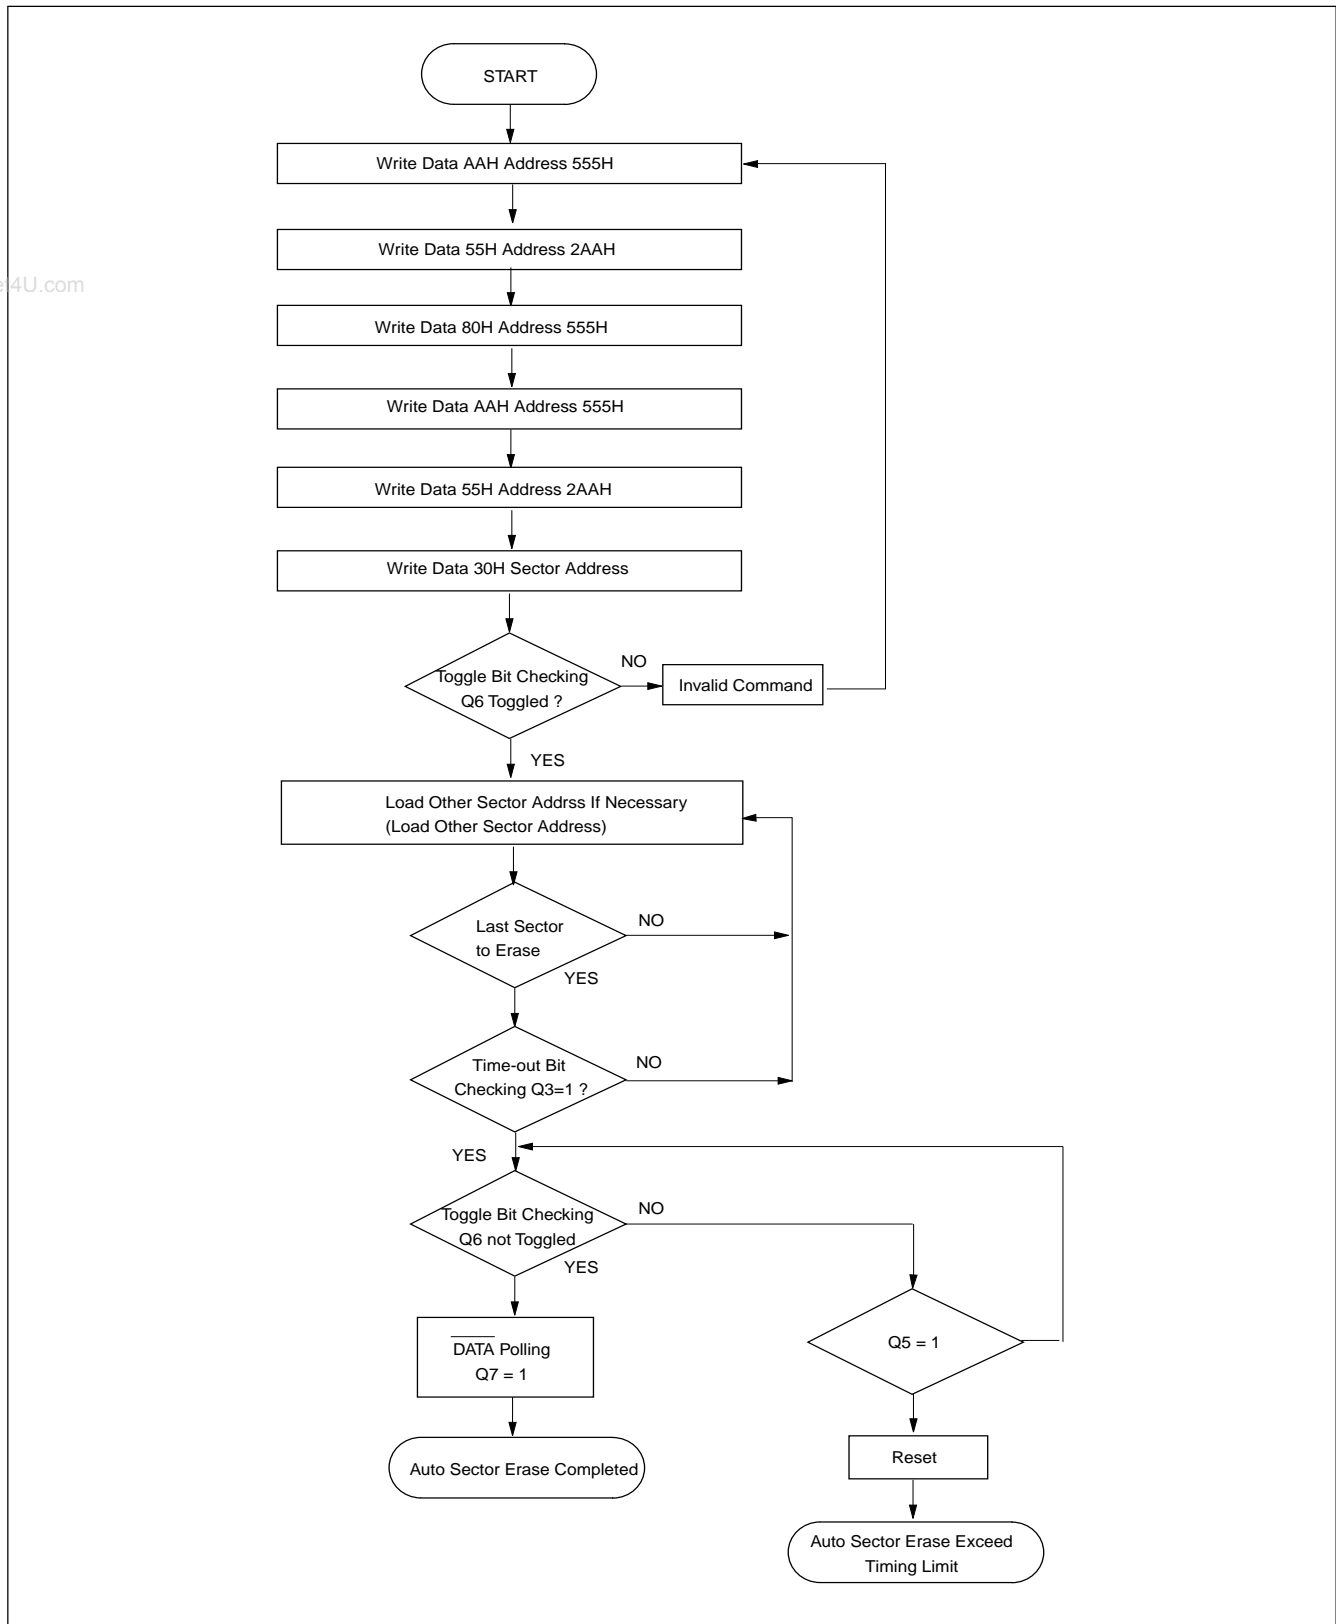 START
Write Data AAH Address 555H
Write Data 55H Address 2AAH
et4U.com
Write Data 80H Address 555H
Write Data AAH Address 555H
Write Data 55H Address 2AAH
Write Data 30H Sector Address
Toggle Bit Checking
Q6 Toggled ?
NO
Invalid Command
YES
Load Other Sector Addrss If Necessary
(Load Other Sector Address)
Last Sector
to Erase
NO
YES
Time-out Bit
Checking Q3=1 ?
NO
YES
Toggle Bit Checking
Q6 not Toggled
NO
YES
DATA Polling
Q7 = 1
Q5 = 1
Auto Sector Erase Completed
Reset
Auto Sector Erase Exceed
Timing Limit